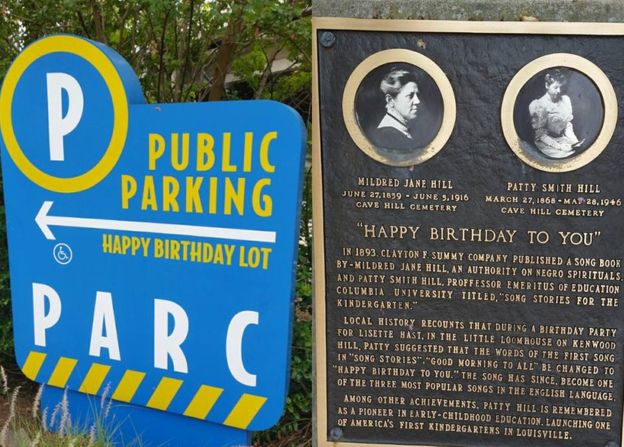 P
PUBLIC
PARKING
HAPPY BIRTHDAY LOT
PARC
MILDRED JANE HILL
JUNE 27, 1859 - JUNE 5, 1916
CAVE HILL CEMETERY
PATTY SMITH HILL
MARCH 27, 1868 - MAY 28, 1946
CAVE HILL CEMETERY
"HAPPY BIRTHDAY TO YOU"
IN 1893, CLAYTON F. SUMMY COMPANY PUBLISHED A SONG BOOK
BY - MILDRED JANE HILL, AN AUTHORITY ON NEGRO SPIRITUALS,
AND PATTY SMITH HILL, PROFFESSOR EMERITUS OF EDUCATION
COLUMBIA UNIVERSITY TITLED, "SONG STORIES FOR THE
KINDERGARTEN."
LOCAL HISTORY RECOUNTS THAT DURING A BIRTHDAY PARTY
FOR LISETTE HAST, IN THE LITTLE LOOMHOUSE ON KENWOOD
HILL, PATTY SUGGESTED THAT THE WORDS OF THE FIRST SONG
IN "SONG STORIES", "GOOD MORNING TO ALL" BE CHANGED TO
"HAPPY BIRTHDAY TO YOU." THE SONG HAS SINCE, BECOME ONE
OF THE THREE MOST POPULAR SONGS IN THE ENGLISH LANGUAGE.
AMONG OTHER ACHIEVEMENTS, PATTY HILL IS REMEMBERED
AS A PIONEER IN EARLY-CHILDHOOD EDUCATION, LAUNCHING ONE
OF AMERICA'S FIRST KINDERGARTENS IN LOUISVILLE.